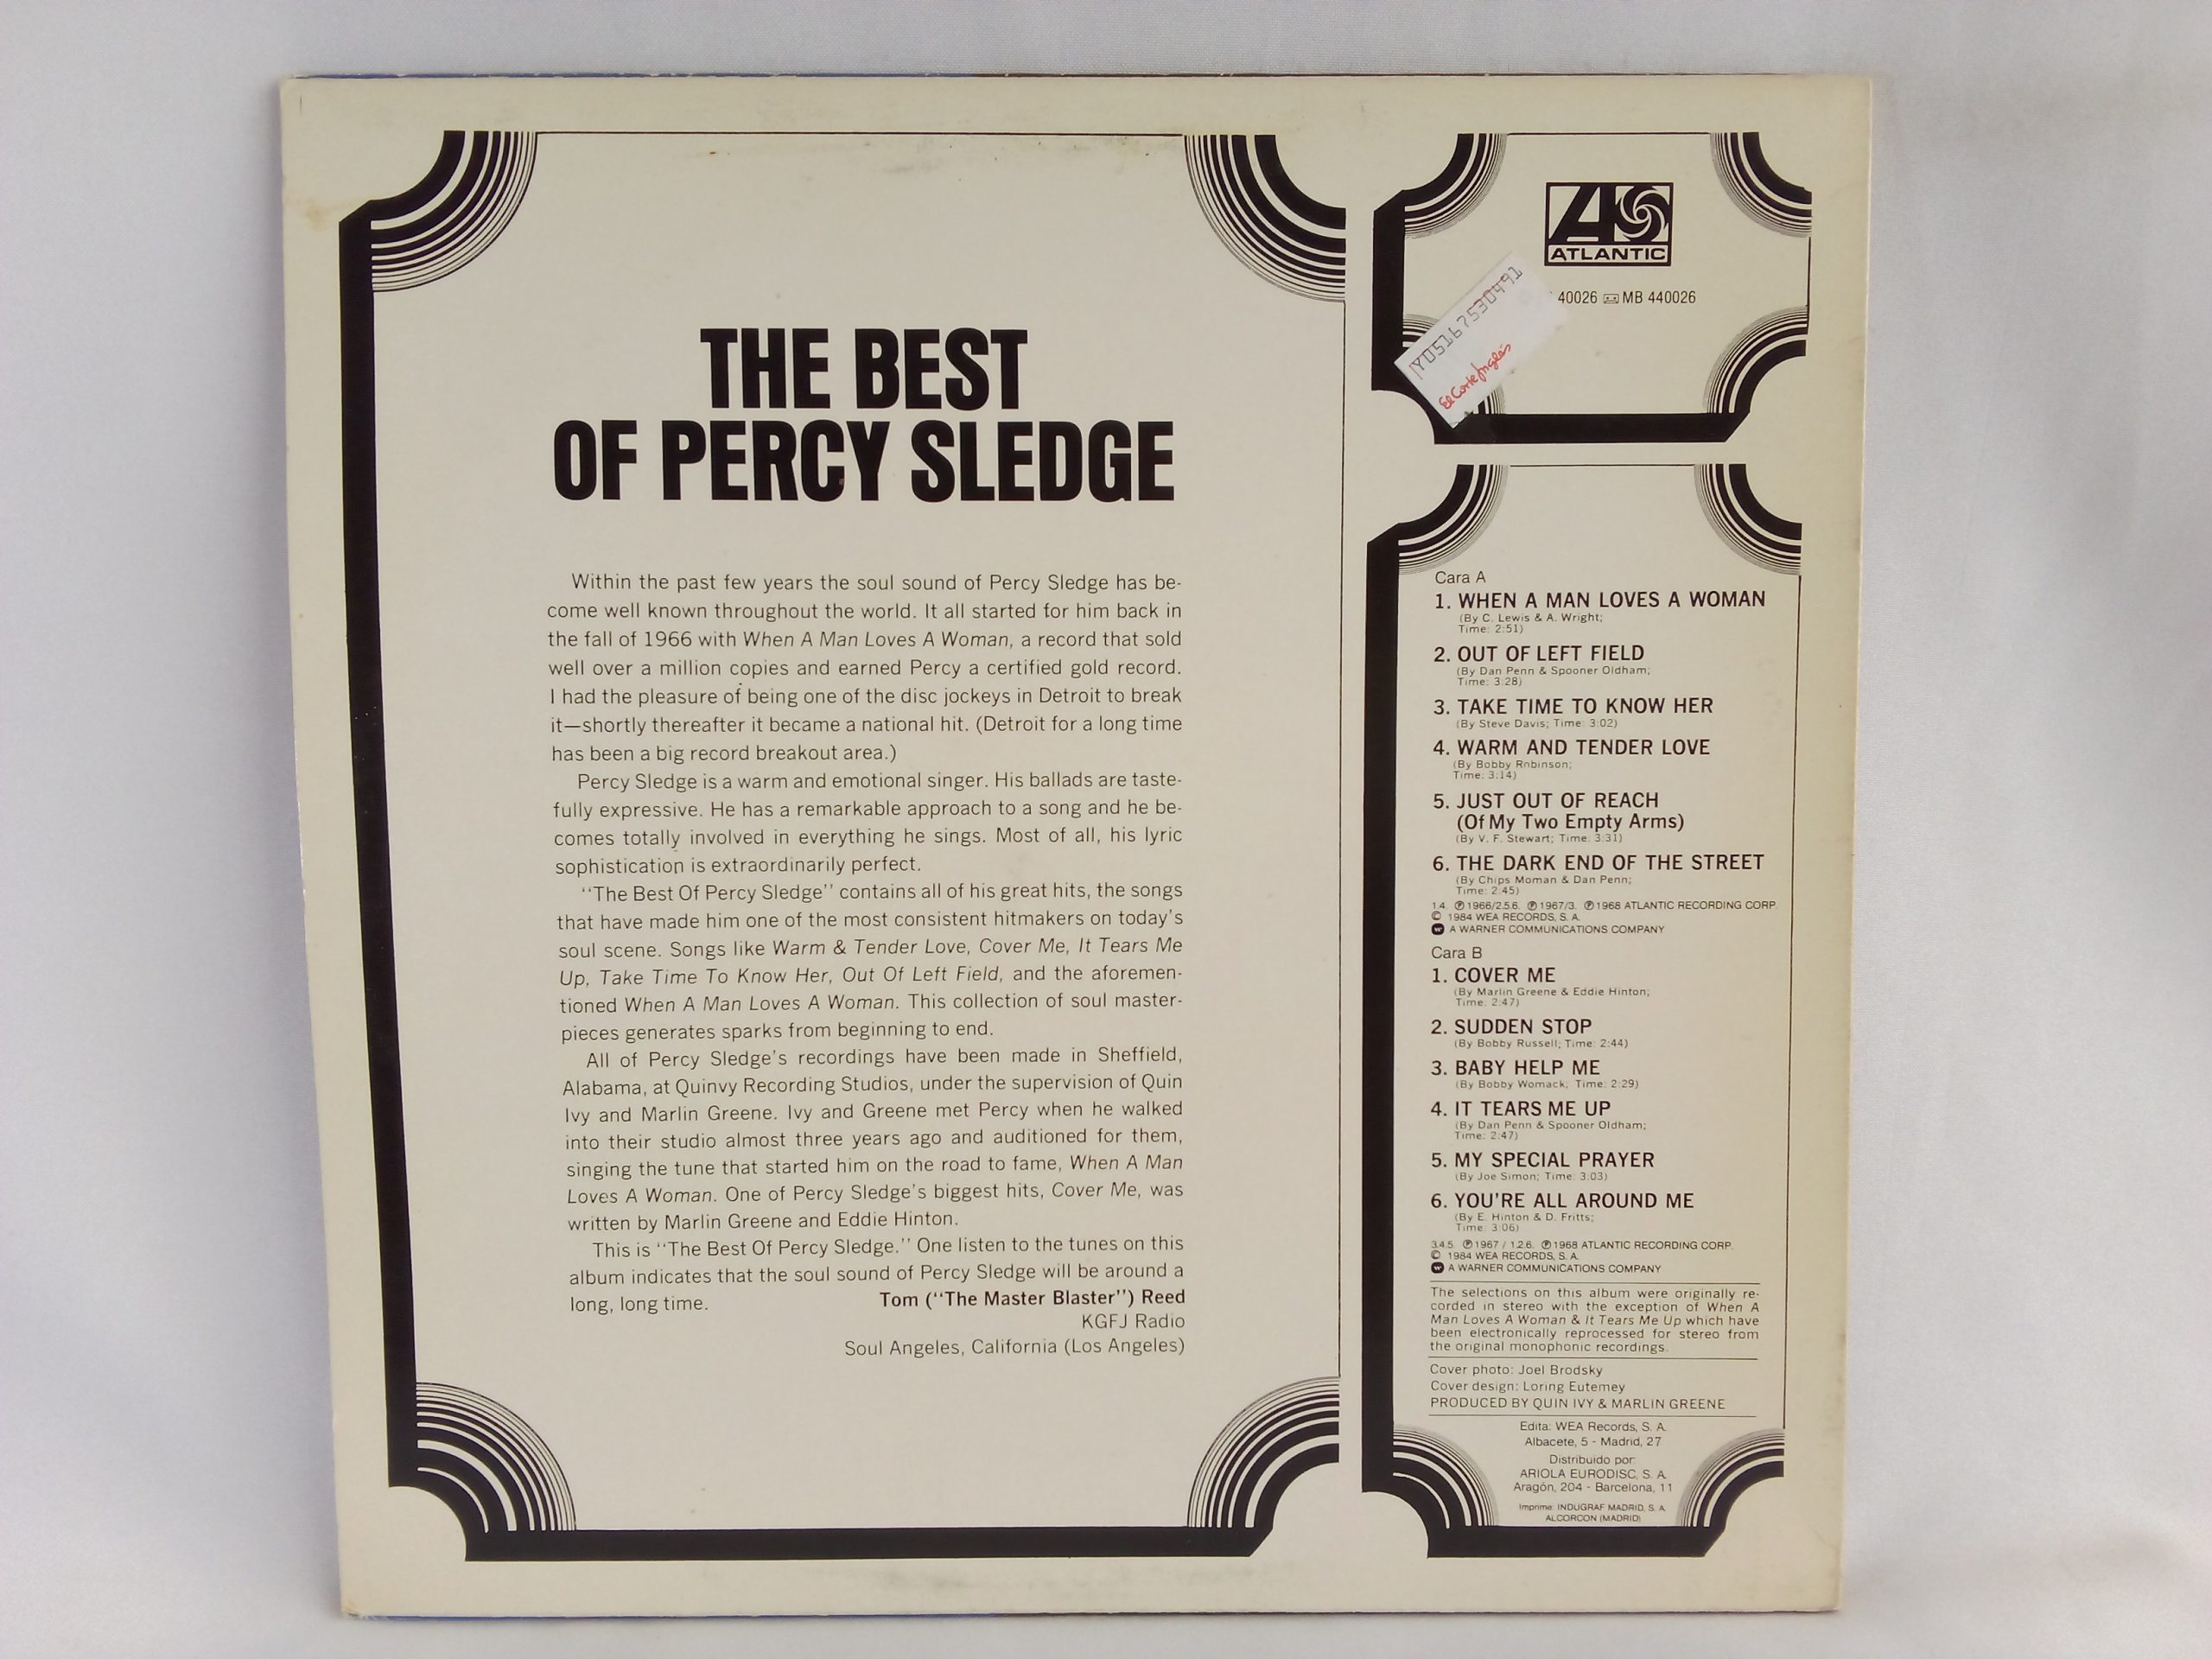 THE BEST
OF PERCY SLEDGE
Within the past few years the soul sound of Percy Sledge has be-
come well known throughout the world. It all started for him back in
the fall of 1966 with When A Man Loves A Woman, a record that sold
well over a million copies and earned Percy a certified gold record.
I had the pleasure of being one of the disc jockeys in Detroit to break
it—shortly thereafter it became a national hit. (Detroit for a long time
has been a big record breakout area.)
Percy Sledge is a warm and emotional singer. His ballads are taste-
fully expressive. He has a remarkable approach to a song and he be-
comes totally involved in everything he sings. Most of all, his lyric
sophistication is extraordinarily perfect.
"The Best Of Percy Sledge" contains all of his great hits, the songs
that have made him one of the most consistent hitmakers on today's
soul scene. Songs like Warm & Tender Love, Cover Me, It Tears Me
Up, Take Time To Know Her, Out Of Left Field, and the aforemen-
tioned When A Man Loves A Woman. This collection of soul master-
pieces generates sparks from beginning to end.
All of Percy Sledge's recordings have been made in Sheffield,
Alabama, at Quinvy Recording Studios, under the supervision of Quin
Ivy and Marlin Greene. Ivy and Greene met Percy when he walked
into their studio almost three years ago and auditioned for them,
singing the tune that started him on the road to fame, When A Man
Loves A Woman. One of Percy Sledge's biggest hits, Cover Me, was
written by Marlin Greene and Eddie Hinton.
This is "The Best Of Percy Sledge." One listen to the tunes on this
album indicates that the soul sound of Percy Sledge will be around a
long, long time. Tom ("The Master Blaster") Reed
KGFJ Radio
Soul Angeles, California (Los Angeles)
ATLANTIC
40026 MB 440026
Y05167530491
El Corte Inglés
Cara A
1. WHEN A MAN LOVES A WOMAN
(By C. Lewis & A. Wright;
Time: 2:51)
2. OUT OF LEFT FIELD
(By Dan Penn & Spooner Oldham;
Time: 3:28)
3. TAKE TIME TO KNOW HER
(By Steve Davis; Time: 3:02)
4. WARM AND TENDER LOVE
(By Bobby Robinson;
Time: 3:14)
5. JUST OUT OF REACH
(Of My Two Empty Arms)
(By V. F. Stewart; Time: 3:31)
6. THE DARK END OF THE STREET
(By Chips Moman & Dan Penn;
Time: 2:45)
1.4. ℗ 1966/2.5.6. ℗ 1967/3. ℗ 1968 ATLANTIC RECORDING CORP.
© 1984 WEA RECORDS, S. A.
A WARNER COMMUNICATIONS COMPANY
Cara B
1. COVER ME
(By Marlin Greene & Eddie Hinton;
Time: 2:47)
2. SUDDEN STOP
(By Bobby Russell; Time: 2:44)
3. BABY HELP ME
(By Bobby Womack; Time: 2:29)
4. IT TEARS ME UP
(By Dan Penn & Spooner Oldham;
Time: 2:47)
5. MY SPECIAL PRAYER
(By Joe Simon; Time: 3:03)
6. YOU'RE ALL AROUND ME
(By E. Hinton & D. Fritts;
Time: 3:06)
3.4.5. ℗ 1967 / 1.2.6. ℗ 1968 ATLANTIC RECORDING CORP.
© 1984 WEA RECORDS, S. A.
A WARNER COMMUNICATIONS COMPANY
The selections on this album were originally re-
corded in stereo with the exception of When A
Man Loves A Woman & It Tears Me Up which have
been electronically reprocessed for stereo from
the original monophonic recordings.
Cover photo: Joel Brodsky
Cover design: Loring Eutemey
PRODUCED BY QUIN IVY & MARLIN GREENE
Edita: WEA Records, S. A.
Albacete, 5 - Madrid, 27
Distribuido por:
ARIOLA EURODISC, S. A.
Aragón, 204 - Barcelona, 11
Imprime: INDUGRAF MADRID, S. A.
ALCORCON (MADRID)